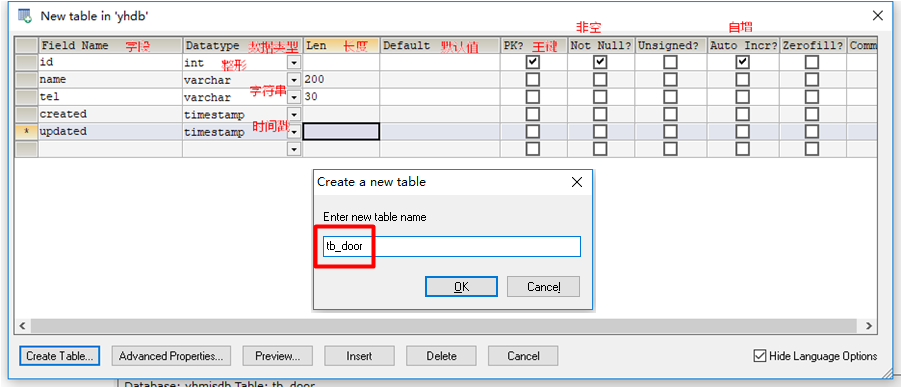 New table in 'yhdb'
非空 自增
Field Name 字段 Datatype 数据类型 Len 长度 Default 默认值 PK? 主键 Not Null? Unsigned? Auto Incr? Zerofill? Comm
id int 整形
name varchar 200
字符串
tel varchar 30
created timestamp
* updated timestamp 时间戳
Create a new table
Enter new table name
tb_door
OK Cancel
Create Table... Advanced Properties... Preview... Insert Delete Cancel Hide Language Options
Database: yhmisdb Table: tb_door